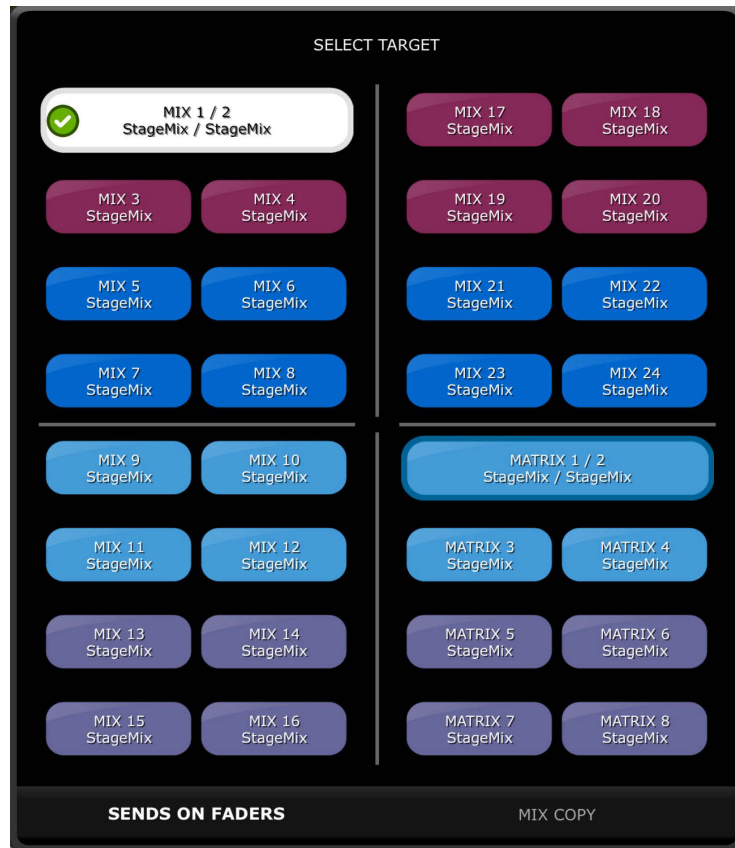 SELECT TARGET
MIX 1 / 2
StageMix / StageMix
MIX 3
StageMix
MIX 4
StageMix
MIX 5
StageMix
MIX 6
StageMix
MIX 7
StageMix
MIX 8
StageMix
MIX 17
StageMix
MIX 18
StageMix
MIX 19
StageMix
MIX 20
StageMix
MIX 21
StageMix
MIX 22
StageMix
MIX 23
StageMix
MIX 24
StageMix
MIX 9
StageMix
MIX 10
StageMix
MIX 11
StageMix
MIX 12
StageMix
MIX 13
StageMix
MIX 14
StageMix
MIX 15
StageMix
MIX 16
StageMix
MATRIX 1 / 2
StageMix / StageMix
MATRIX 3
StageMix
MATRIX 4
StageMix
MATRIX 5
StageMix
MATRIX 6
StageMix
MATRIX 7
StageMix
MATRIX 8
StageMix
SENDS ON FADERS
MIX COPY